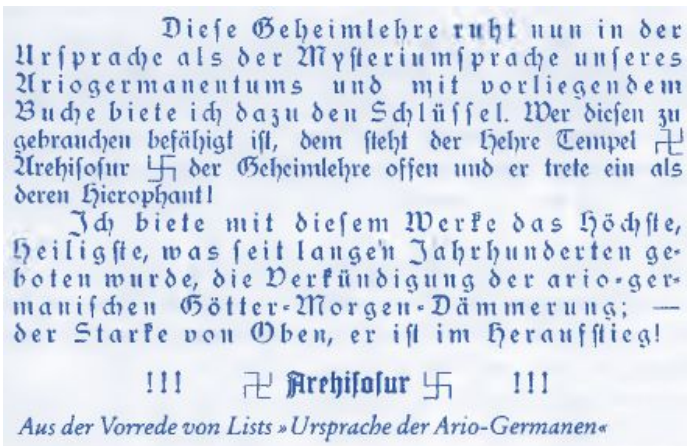 Diese Geheimlehre ruht nun in der
Ursprache als der Mysteriumsprache unseres
Ariogermanentums und mit vorliegendem
Buche biete ich dazu den Schlüssel. Wer diesen zu
gebrauchen befähigt ist, dem steht der Hehre Tempel 卍
Arehisosur 卐 der Geheimlehre offen und er trete ein als
deren Hierophant!
Ich biete mit diesem Werke das Höchste,
Heiligste, was seit langen Jahrhunderten ge-
boten wurde, die Verkündigung der ario-ger-
manischen Götter-Morgen-Dämmerung; —
der Starke von Oben, er ist im Heraufstieg!
!!! 卍 Arehisosur 卐 !!!
Aus der Vorrede von Lists »Ursprache der Ario-Germanen«